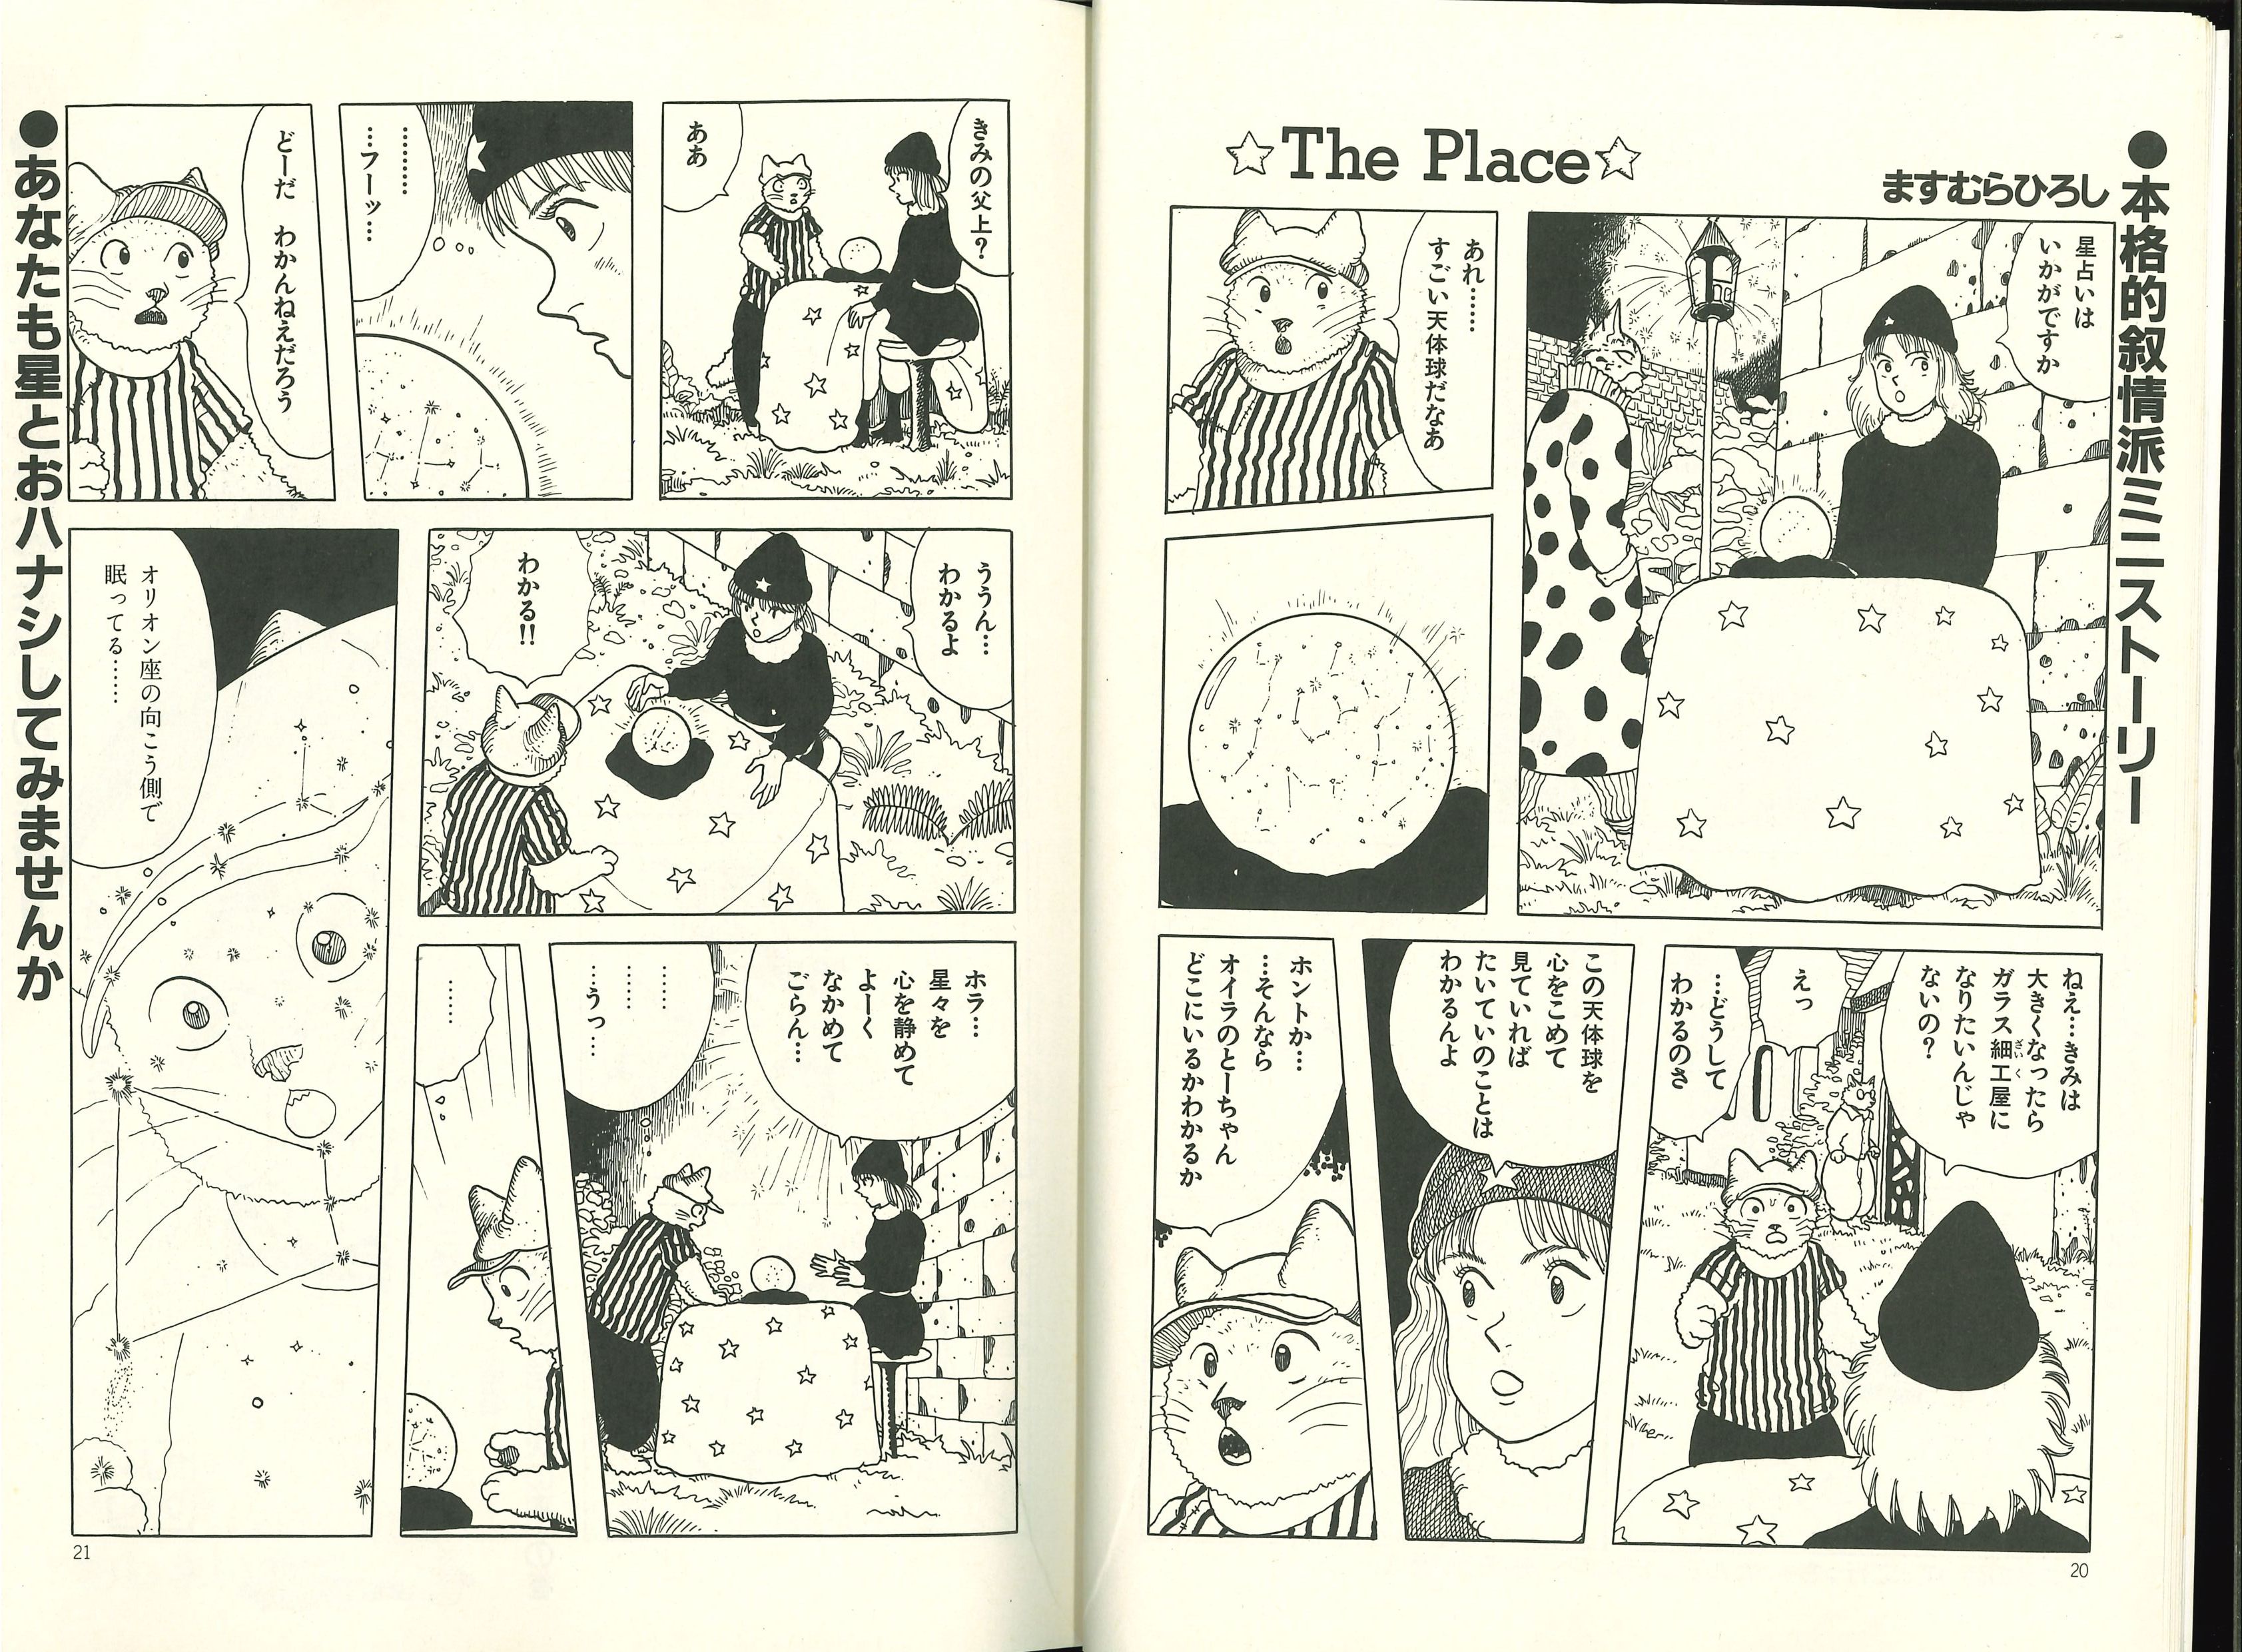 ●本格的叙情派ミニストーリー
☆The Place☆
ますむらひろし
星占いは
いかがですか
あれ……
すごい天体球だなあ
ねえ…きみは
大きくなったら
ガラス細工屋に
ざいく
なりたいんじゃ
ないの？
えっ
…どうして
わかるのさ
この天体球を
心をこめて
見ていれば
たいていのことは
わかるんよ
ホントか…
…そんなら
オイラのとーちゃん
どこにいるかわかるか
20
きみの父上？
ああ
………
…フーッ…
どーだ　わかんねえだろう
ううん…
わかるよ
わかる!!
ホラ…
星々を
心を静めて
よーく
なかめて
ごらん…
……
……
…うっ…
……
オリオン座の向こう側で
眠ってる……
●あなたも星とおハナシしてみませんか
21